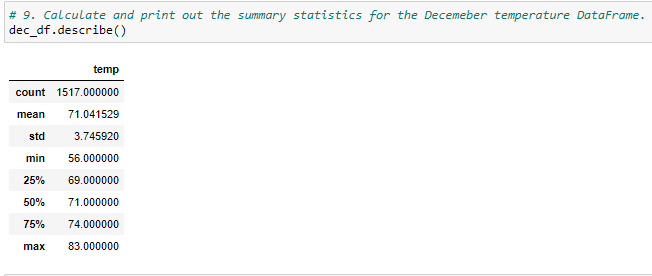 # 9. Calculate and print out the summary statistics for the Decemeber temperature DataFrame.
dec_df.describe()
temp
count 1517.000000
mean 71.041529
std 3.745920
min 56.000000
25% 69.000000
50% 71.000000
75% 74.000000
max 83.000000